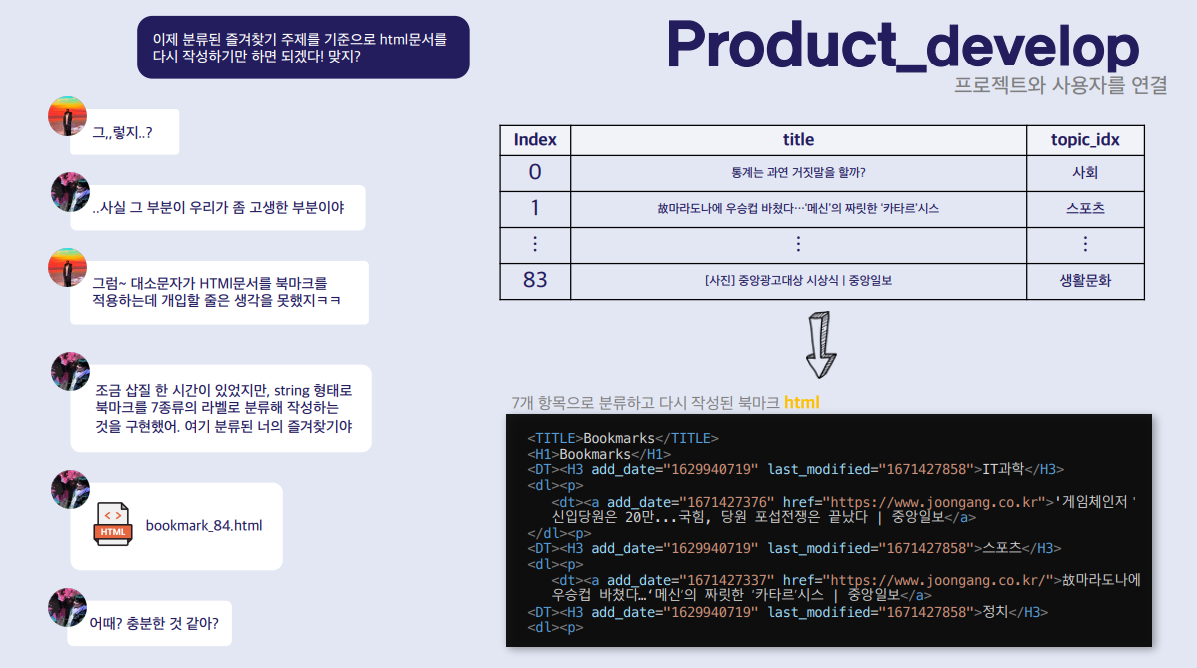 이제 분류된 즐겨찾기 주제를 기준으로 html문서를
다시 작성하기만 하면 되겠다! 맞지?
그,,렇지..?
..사실 그 부분이 우리가 좀 고생한 부분이야
그럼~ 대소문자가 HTMl문서를 북마크를
적용하는데 개입할 줄은 생각을 못했지ㅋㅋ
조금 삽질 한 시간이 있었지만, string 형태로
북마크를 7종류의 라벨로 분류해 작성하는
것을 구현했어. 여기 분류된 너의 즐겨찾기야
< >
HTML
bookmark_84.html
어때? 충분한 것 같아?
Product_develop
프로젝트와 사용자를 연결
Index title topic_idx
0 통계는 과연 거짓말을 할까? 사회
1 故마라도나에 우승컵 바쳤다…‘메신’의 짜릿한 ‘카타르’시스 스포츠
⋮ ⋮ ⋮
83 [사진] 중앙광고대상 시상식 | 중앙일보 생활문화
7개 항목으로 분류하고 다시 작성된 북마크 html
<TITLE>Bookmarks</TITLE>
<H1>Bookmarks</H1>
<DT><H3 add_date="1629940719" last_modified="1671427858">IT과학</H3>
<dl><p>
<dt><a add_date="1671427376" href="https://www.joongang.co.kr">'게임체인저'
신입당원은 20만...국힘, 당원 포섭전쟁은 끝났다 | 중앙일보</a>
</dl><p>
<DT><H3 add_date="1629940719" last_modified="1671427858">스포츠</H3>
<dl><p>
<dt><a add_date="1671427337" href="https://www.joongang.co.kr/">故마라도나에
우승컵 바쳤다…‘메신’의 짜릿한 ‘카타르’시스 | 중앙일보</a>
<DT><H3 add_date="1629940719" last_modified="1671427858">정치</H3>
<dl><p>